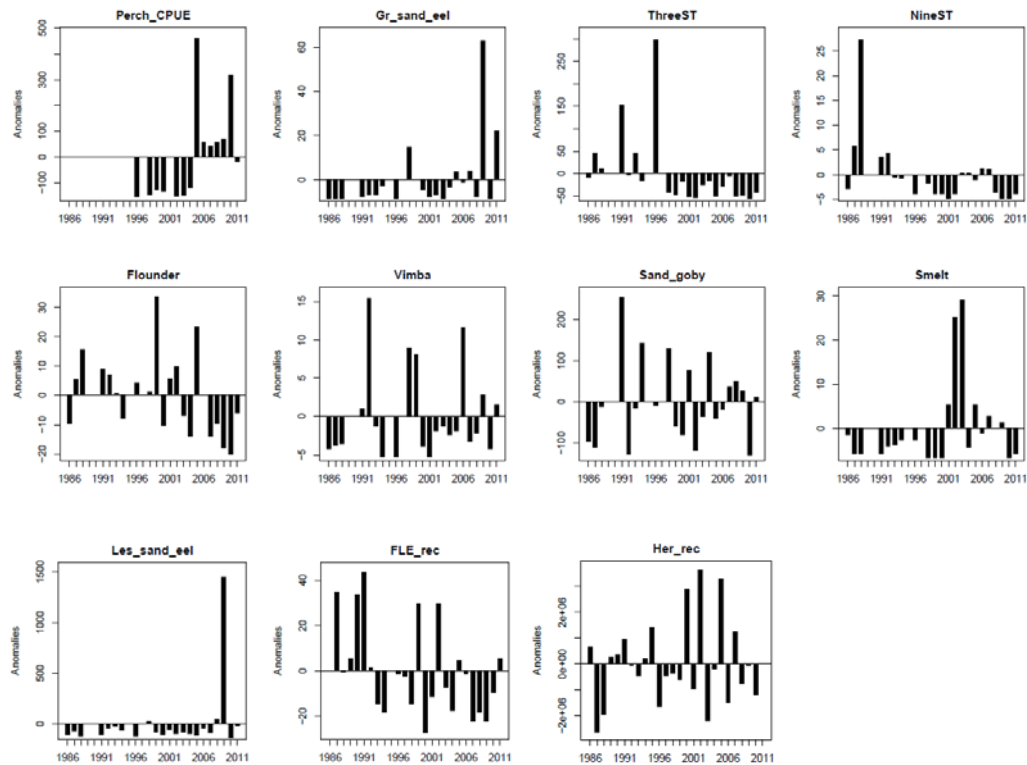 Perch_CPUE
Anomalies
500
300
100
0
−100
1986 1991 1996 2001 2006 2011
Gr_sand_eel
Anomalies
60
40
20
0
1986 1991 1996 2001 2006 2011
ThreeST
Anomalies
250
150
50
0
−50
1986 1991 1996 2001 2006 2011
NineST
Anomalies
25
20
15
10
5
0
−5
1986 1991 1996 2001 2006 2011
Flounder
Anomalies
30
20
10
0
−10
−20
1986 1991 1996 2001 2006 2011
Vimba
Anomalies
15
10
5
0
−5
1986 1991 1996 2001 2006 2011
Sand_goby
Anomalies
200
100
0
−100
1986 1991 1996 2001 2006 2011
Smelt
Anomalies
30
20
10
0
1986 1991 1996 2001 2006 2011
Les_sand_eel
Anomalies
1500
1000
500
0
1986 1991 1996 2001 2006 2011
FLE_rec
Anomalies
40
20
0
−20
1986 1991 1996 2001 2006 2011
Her_rec
Anomalies
2e+06
0e+00
−2e+06
1986 1991 1996 2001 2006 2011